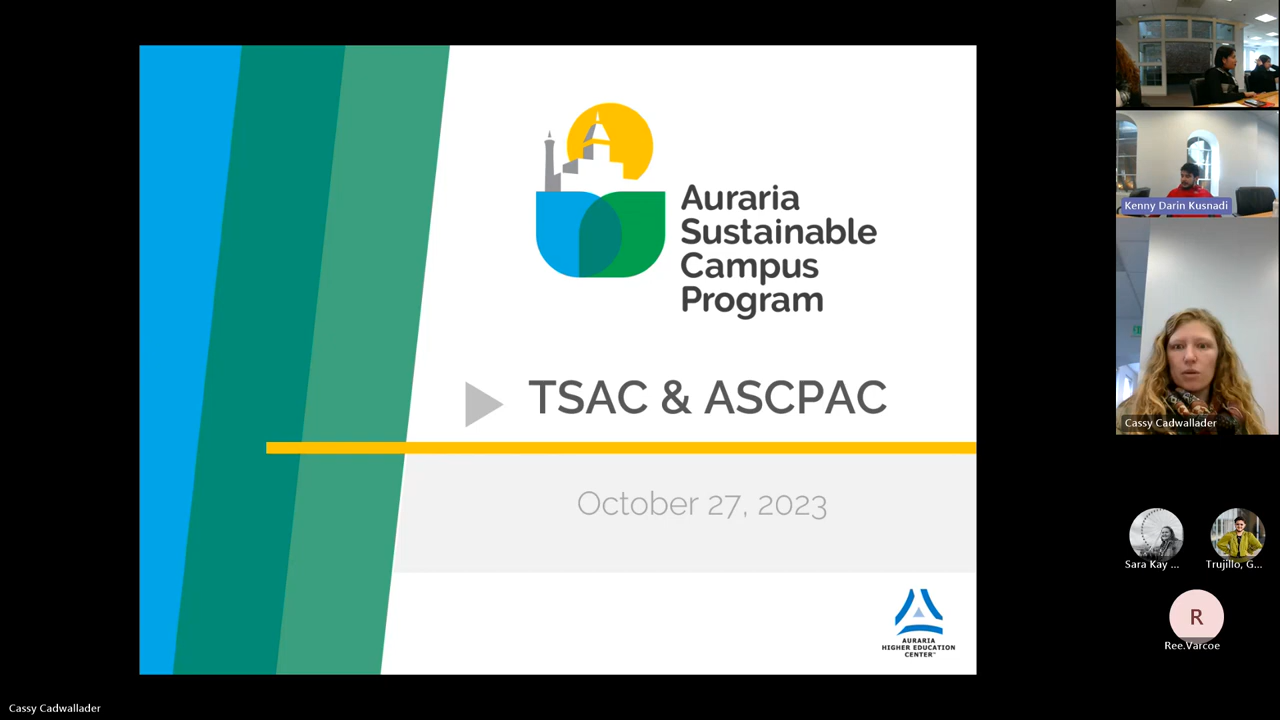 Auraria
Sustainable
Campus
Program
TSAC & ASCPAC
October 27, 2023
AURARIA
HIGHER EDUCATION
CENTER™
Kenny Darin Kusnadi
Cassy Cadwallader
Sara Kay ...
Trujillo, G...
R
Ree.Varcoe
Cassy Cadwallader